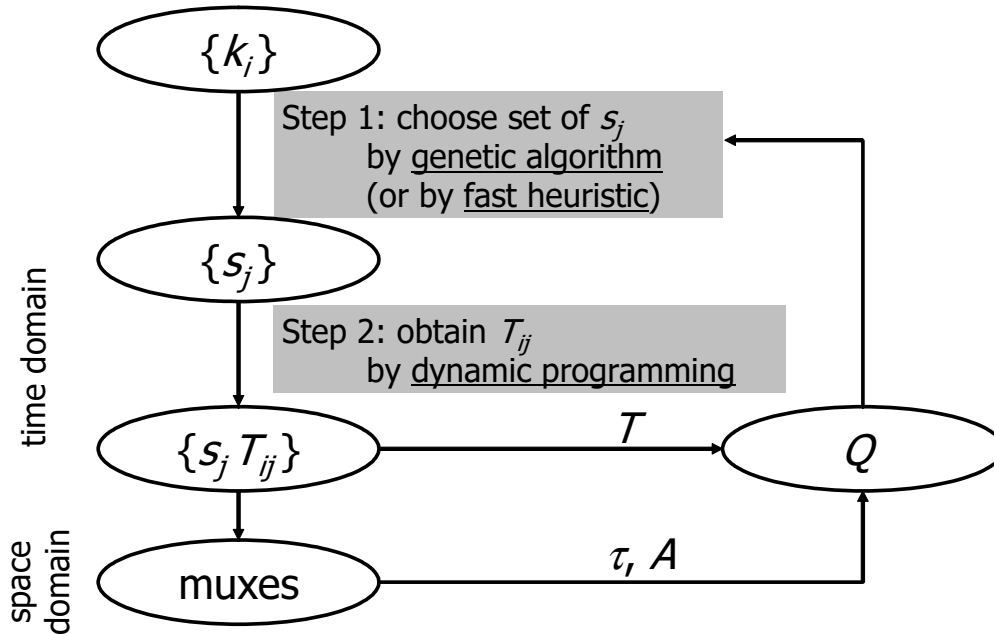 {k_i}
Step 1: choose set of s_j
by genetic algorithm
(or by fast heuristic)
{s_j}
time domain
Step 2: obtain T_ij
by dynamic programming
{s_j T_ij}
T
Q
space
domain
muxes
τ, A